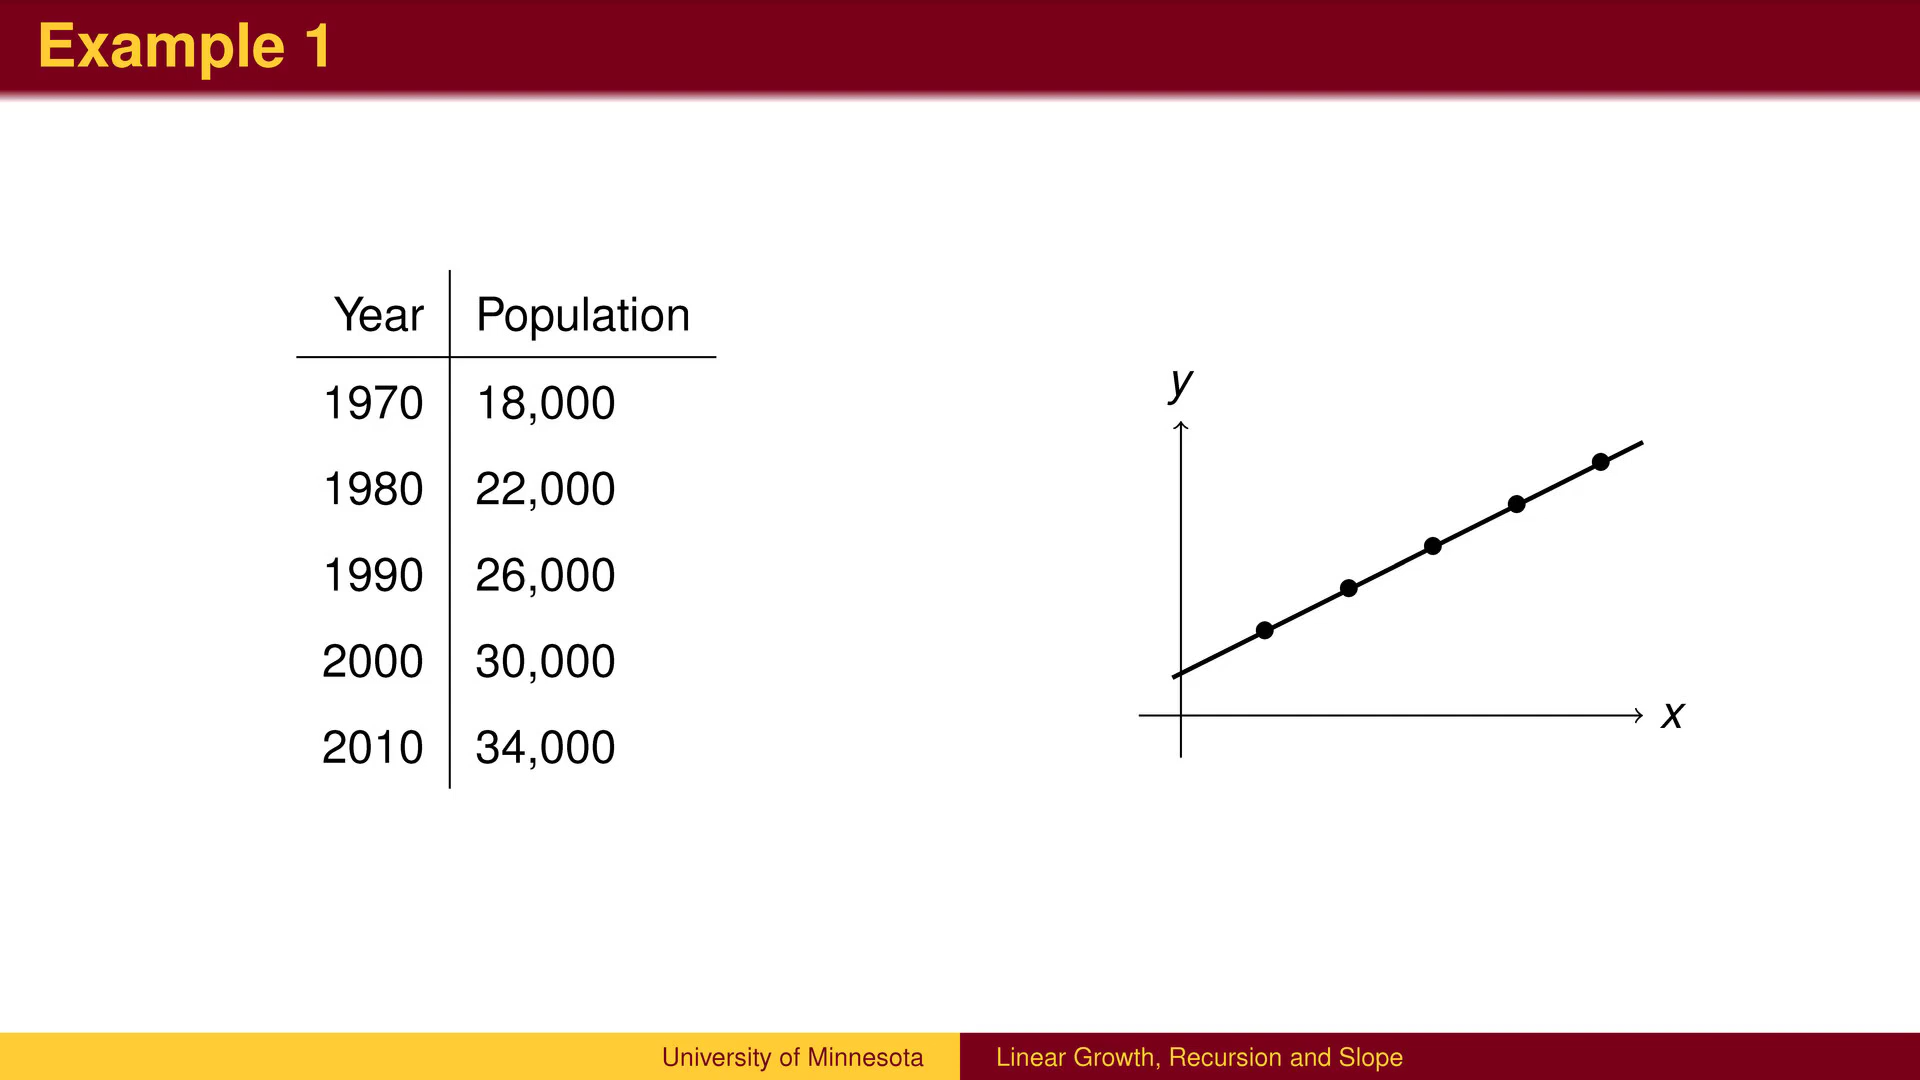 Example 1
Year Population
1970 18,000
1980 22,000
1990 26,000
2000 30,000
2010 34,000
y
x
University of Minnesota
Linear Growth, Recursion and Slope